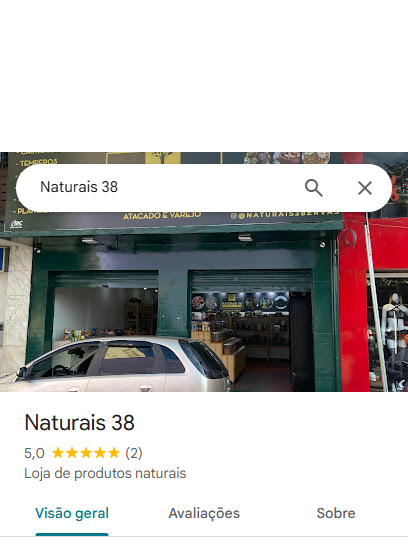 - TEMPEROS
Naturais 38
ATACADO E VAREJO
@NATURAIS38ERVAS
Naturais 38
5,0 ★★★★★ (2)
Loja de produtos naturais
Visão geral Avaliações Sobre